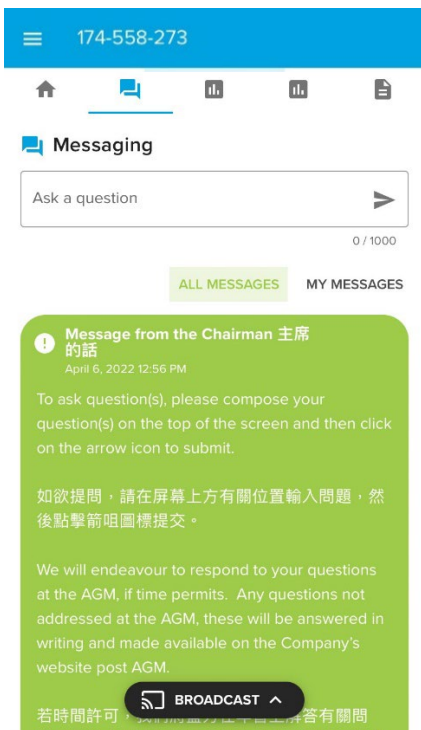 174-558-273
Messaging
Ask a question
0 / 1000
ALL MESSAGES MY MESSAGES
Message from the Chairman 主席
的話
April 6, 2022 12:56 PM
To ask question(s), please compose your
question(s) on the top of the screen and then click
on the arrow icon to submit.
如欲提問，請在屏幕上方有關位置輸入問題，然
後點擊箭咀圖標提交。
We will endeavour to respond to your questions
at the AGM, if time permits. Any questions not
addressed at the AGM, these will be answered in
writing and made available on the Company's
website post AGM.
BROADCAST
若時間許可，答有關問